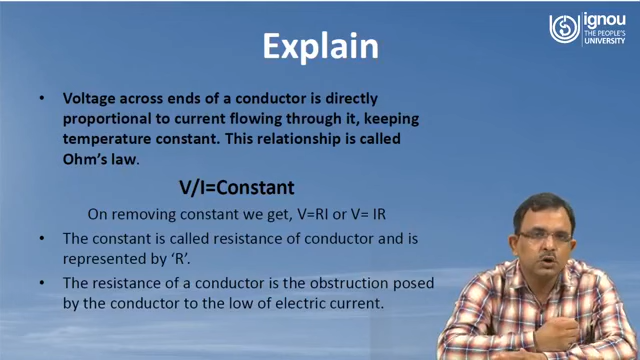 ignou
THE PEOPLE'S
UNIVERSITY
Explain
• Voltage across ends of a conductor is directly
proportional to current flowing through it, keeping
temperature constant. This relationship is called
Ohm's law.
V/I=Constant
On removing constant we get, V=RI or V= IR
• The constant is called resistance of conductor and is
represented by 'R'.
• The resistance of a conductor is the obstruction posed
by the conductor to the low of electric current.